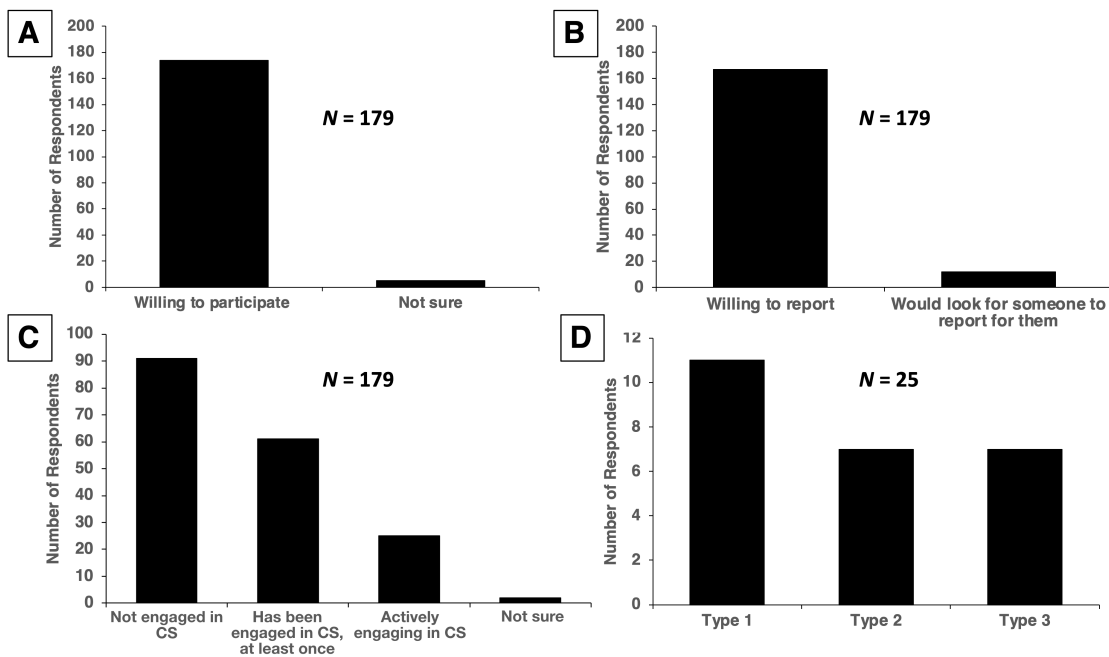 A
Number of Respondents
200
180
160
140
120
100
80
60
40
20
0
N = 179
Willing to participate
Not sure
B
Number of Respondents
200
180
160
140
120
100
80
60
40
20
0
N = 179
Willing to report
Would look for someone to
report for them
C
Number of Respondents
100
90
80
70
60
50
40
30
20
10
0
N = 179
Not engaged in
CS
Has been
engaged in CS,
at least once
Actively
engaging in CS
Not sure
D
Number of Respondents
12
10
8
6
4
2
0
N = 25
Type 1
Type 2
Type 3